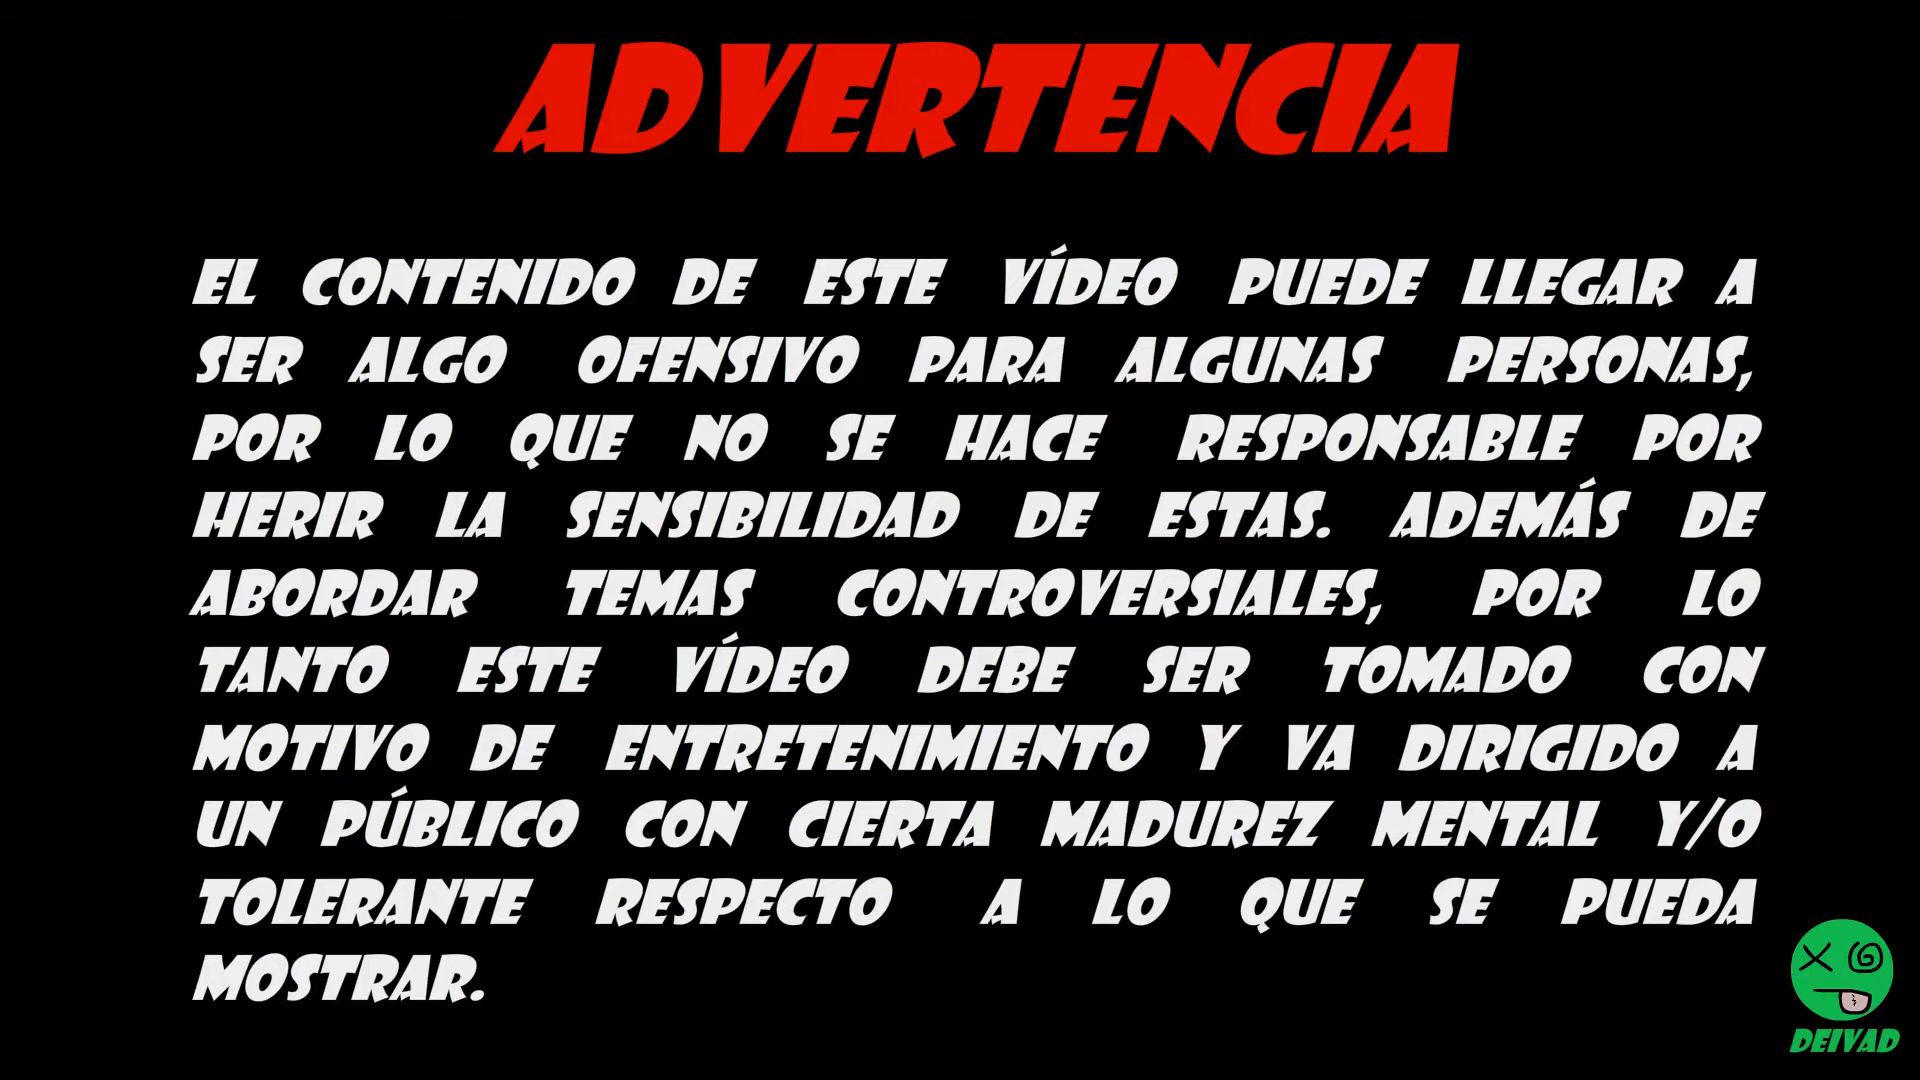 ADVERTENCIA
EL CONTENIDO DE ESTE VÍDEO PUEDE LLEGAR A
SER ALGO OFENSIVO PARA ALGUNAS PERSONAS,
POR LO QUE NO SE HACE RESPONSABLE POR
HERIR LA SENSIBILIDAD DE ESTAS. ADEMÁS DE
ABORDAR TEMAS CONTROVERSIALES, POR LO
TANTO ESTE VÍDEO DEBE SER TOMADO CON
MOTIVO DE ENTRETENIMIENTO Y VA DIRIGIDO A
UN PÚBLICO CON CIERTA MADUREZ MENTAL Y/O
TOLERANTE RESPECTO A LO QUE SE PUEDA
MOSTRAR.
DEIVAD